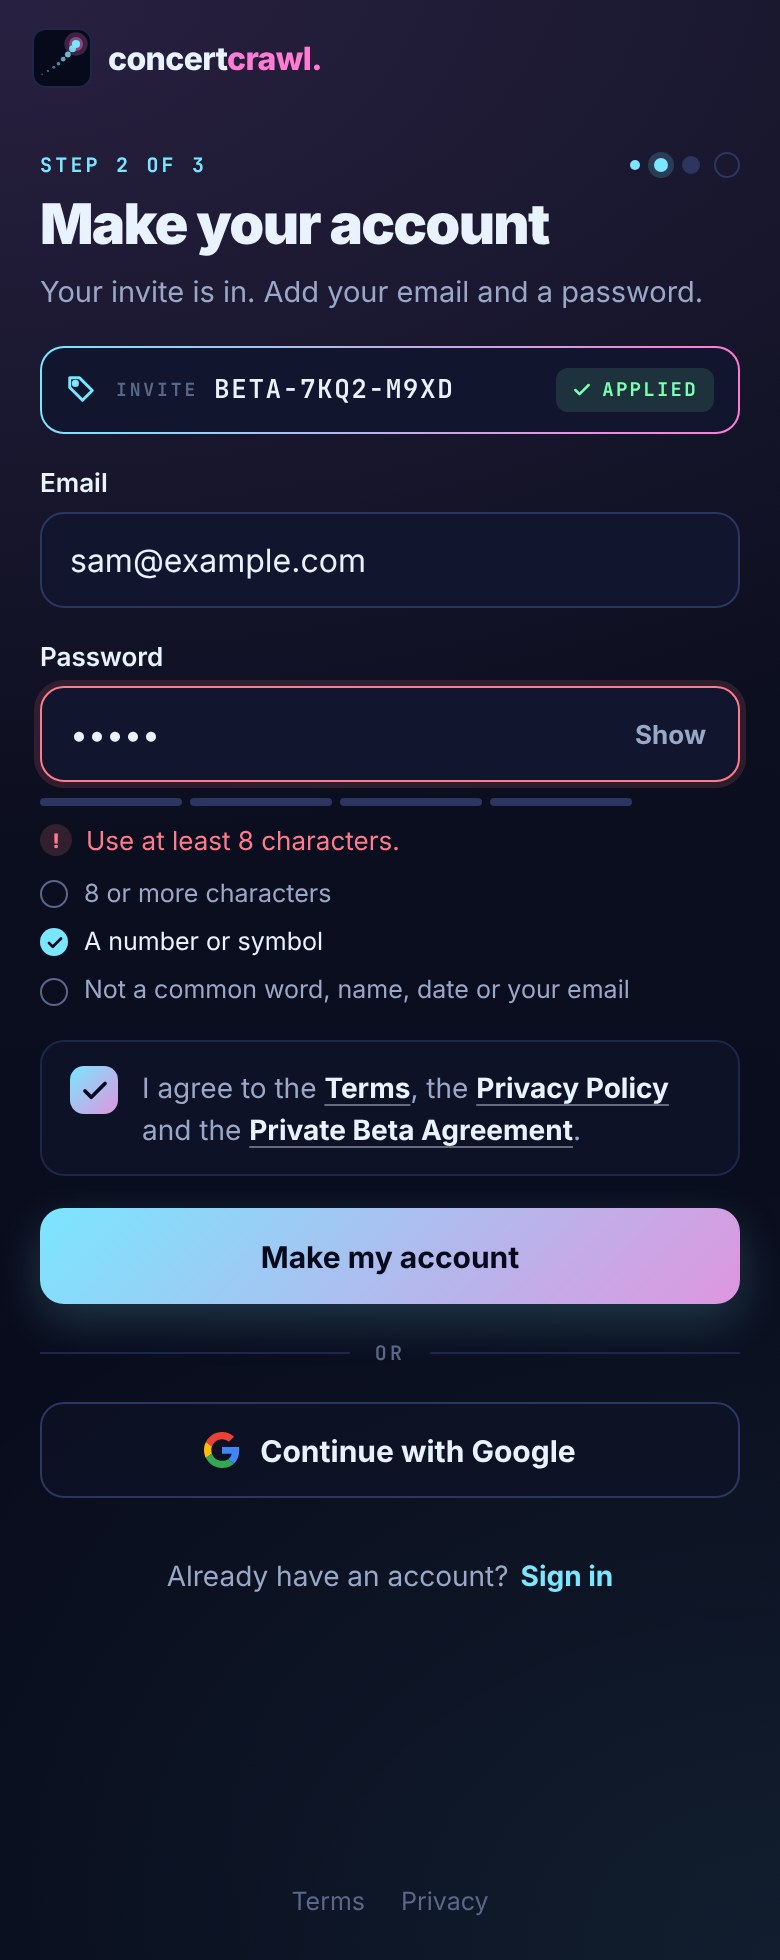 concertcrawl.
STEP 2 OF 3
Make your account
Your invite is in. Add your email and a password.
INVITE BETA-7KQ2-M9XD ✓ APPLIED
Email
sam@example.com
Password
••••• Show
! Use at least 8 characters.
8 or more characters
A number or symbol
Not a common word, name, date or your email
I agree to the Terms, the Privacy Policy
and the Private Beta Agreement.
Make my account
OR
Continue with Google
Already have an account? Sign in
Terms Privacy